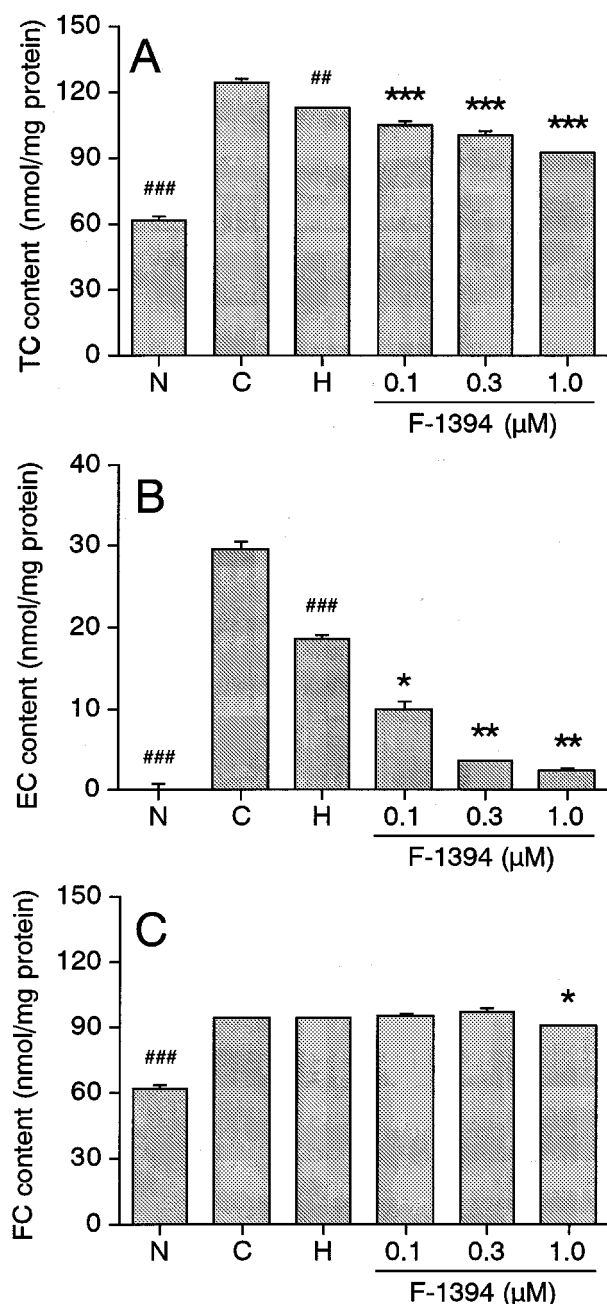 A
TC content (nmol/mg protein)
150
120
90
60
30
0
###
##
***
***
***
N C H 0.1 0.3 1.0
F-1394 (µM)
B
EC content (nmol/mg protein)
40
30
20
10
0
###
###
*
**
**
N C H 0.1 0.3 1.0
F-1394 (µM)
C
FC content (nmol/mg protein)
150
120
90
60
30
0
###
*
N C H 0.1 0.3 1.0
F-1394 (µM)